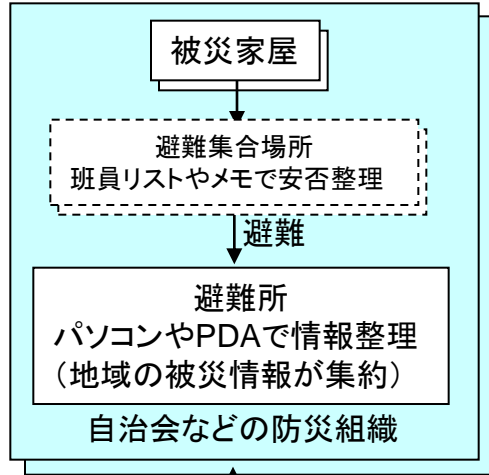 被災家屋
避難集合場所
班員リストやメモで安否整理
避難
避難所
パソコンやPDAで情報整理
（地域の被災情報が集約）
自治会などの防災組織